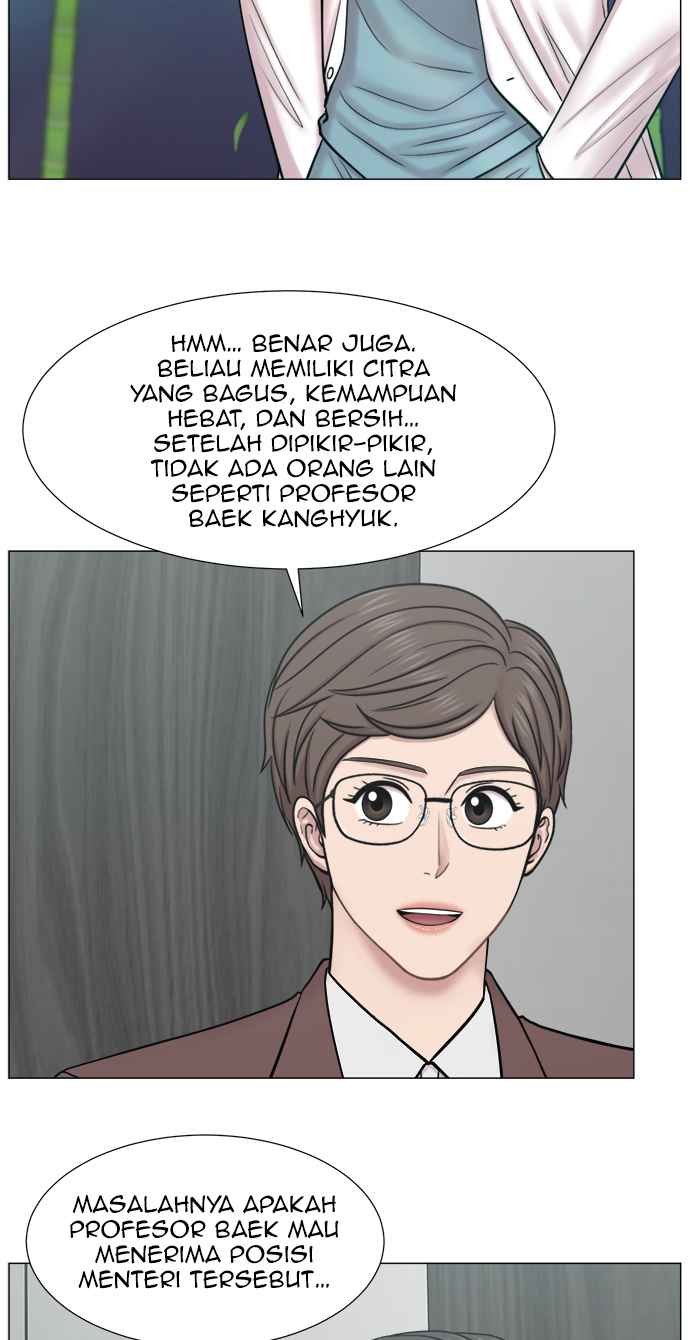 HMM... BENAR JUGA.
BELIAU MEMILIKI CITRA
YANG BAGUS, KEMAMPUAN
HEBAT, DAN BERSIH...
SETELAH DIPIKIR-PIKIR,
TIDAK ADA ORANG LAIN
SEPERTI PROFESOR
BAEK KANGHYUK.
MASALAHNYA APAKAH
PROFESOR BAEK MAU
MENERIMA POSISI
MENTERI TERSEBUT...